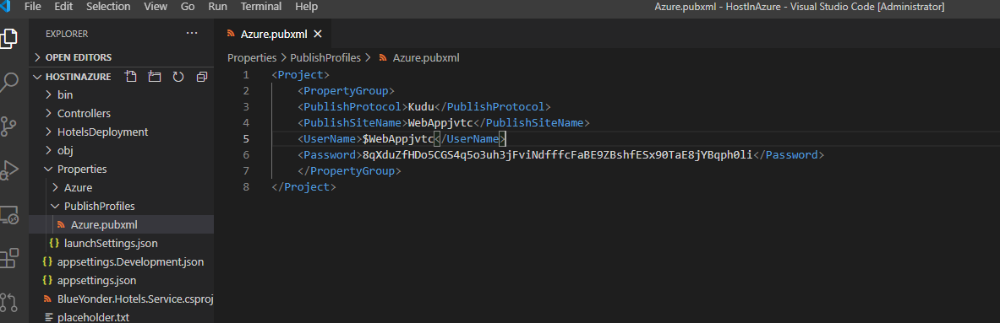 File Edit Selection View Go Run Terminal Help Azure.pubxml - HostInAzure - Visual Studio Code [Administrator]
EXPLORER ···
OPEN EDITORS
HOSTINAZURE
bin
Controllers
HotelsDeployment
obj
Properties
Azure
PublishProfiles
Azure.pubxml
{ } launchSettings.json
{ } appsettings.Development.json
{ } appsettings.json
BlueYonder.Hotels.Service.csproj
placeholder.txt
Azure.pubxml ×
Properties > PublishProfiles > Azure.pubxml
1 <Project>
2 <PropertyGroup>
3 <PublishProtocol>Kudu</PublishProtocol>
4 <PublishSiteName>WebAppjvtc</PublishSiteName>
5 <UserName>$WebAppjvtc</UserName>
6 <Password>8qXduZfHDo5CGS4q5o3uh3jFviNdfffcFaBE9ZBshfESx90TaE8jYBqph0li</Password>
7 </PropertyGroup>
8 </Project>